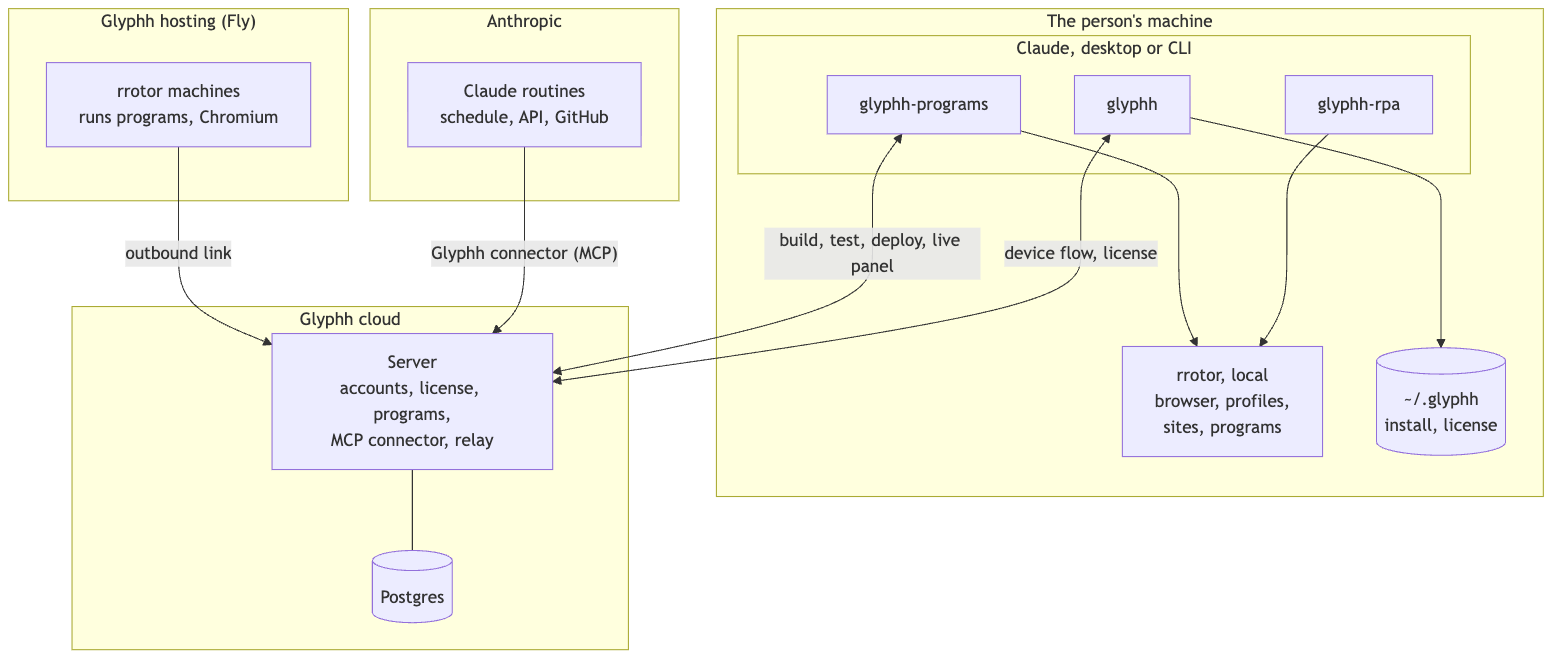 Glyphh hosting (Fly)
rrotor machines
runs programs, Chromium
Anthropic
Claude routines
schedule, API, GitHub
The person's machine
Claude, desktop or CLI
glyphh-programs
glyphh
glyphh-rpa
outbound link
Glyphh connector (MCP)
build, test, deploy, live
panel
device flow, license
Glyphh cloud
Server
accounts, license,
programs,
MCP connector, relay
rrotor, local
browser, profiles,
sites, programs
~/.glyphh
install, license
Postgres